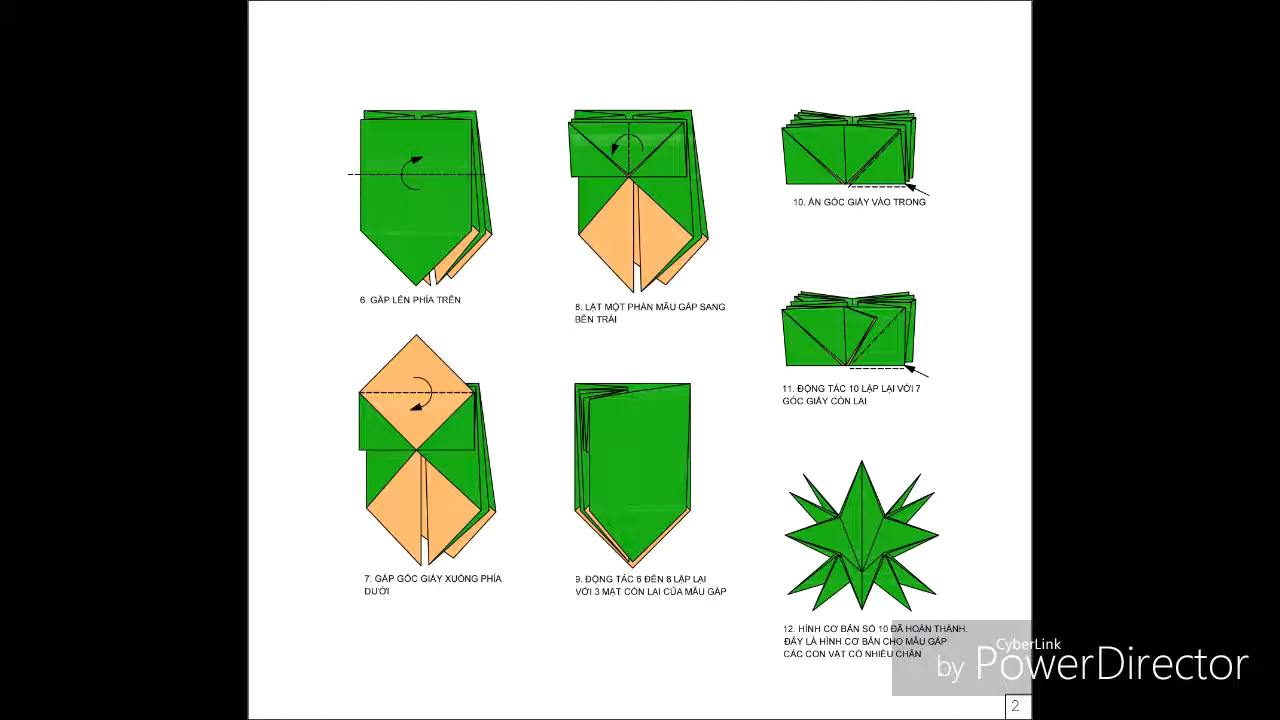 6. GẤP LÊN PHÍA TRÊN
7. GẤP GÓC GIẤY XUỐNG PHÍA
DƯỚI
8. LẬT MỘT PHẦN MẪU GẤP SANG
BÊN TRÁI
9. ĐỘNG TÁC 6 ĐẾN 8 LẶP LẠI
VỚI 3 MẶT CÒN LẠI CỦA MẪU GẤP
10. ẤN GÓC GIẤY VÀO TRONG
11. ĐỘNG TÁC 10 LẶP LẠI VỚI 7
GÓC GIẤY CÒN LẠI
12. HÌNH CƠ BẢN SỐ 10 ĐÃ HOÀN THÀNH.
ĐÂY LÀ HÌNH CƠ BẢN CHO MẪU GẤP
CÁC CON VẬT CÓ NHIỀU CHÂN
CyberLink
by PowerDirector
2